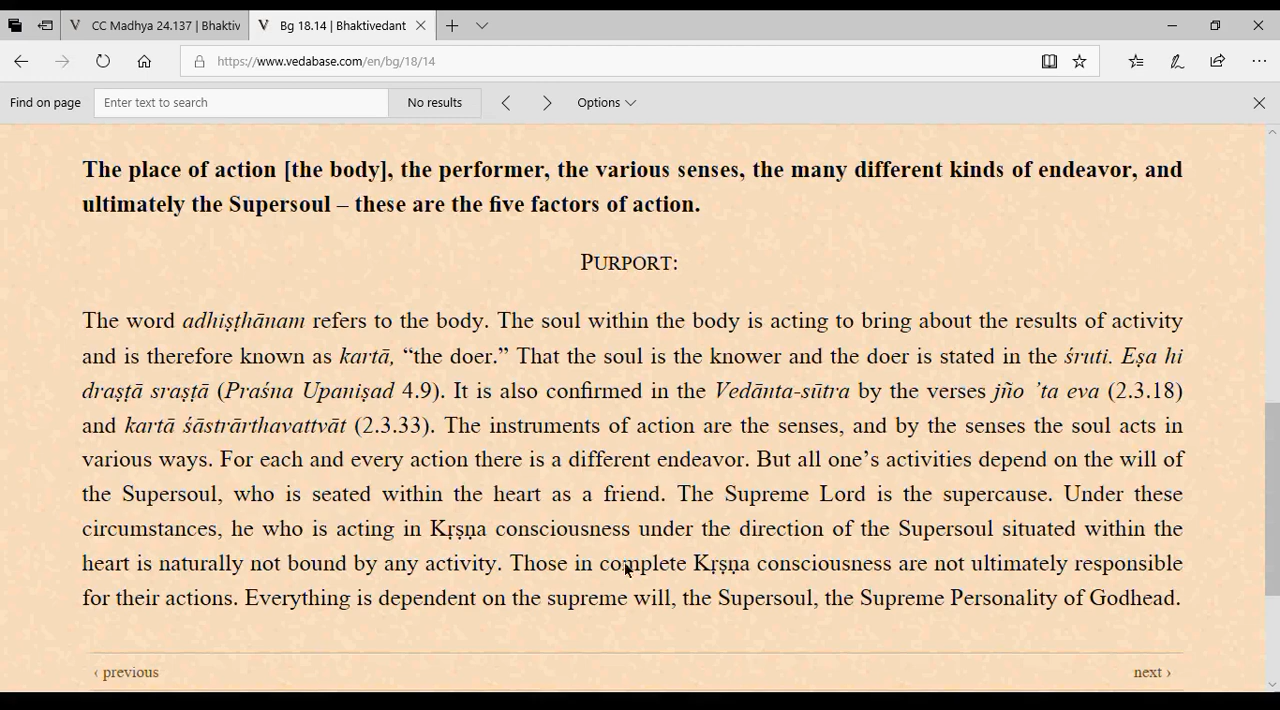 CC Madhya 24.137 | Bhaktiv
Bg 18.14 | Bhaktivedant
https://www.vedabase.com/en/bg/18/14
Find on page
Enter text to search
No results
Options
The place of action [the body], the performer, the various senses, the many different kinds of endeavor, and
ultimately the Supersoul – these are the five factors of action.
PURPORT:
The word adhiṣṭhānam refers to the body. The soul within the body is acting to bring about the results of activity
and is therefore known as kartā, “the doer.” That the soul is the knower and the doer is stated in the śruti. Eṣa hi
draṣṭā sraṣṭā (Praśna Upaniṣad 4.9). It is also confirmed in the Vedānta-sūtra by the verses jño ’ta eva (2.3.18)
and kartā śāstrārthavattvāt (2.3.33). The instruments of action are the senses, and by the senses the soul acts in
various ways. For each and every action there is a different endeavor. But all one’s activities depend on the will of
the Supersoul, who is seated within the heart as a friend. The Supreme Lord is the supercause. Under these
circumstances, he who is acting in Kṛṣṇa consciousness under the direction of the Supersoul situated within the
heart is naturally not bound by any activity. Those in complete Kṛṣṇa consciousness are not ultimately responsible
for their actions. Everything is dependent on the supreme will, the Supersoul, the Supreme Personality of Godhead.
‹ previous
next ›